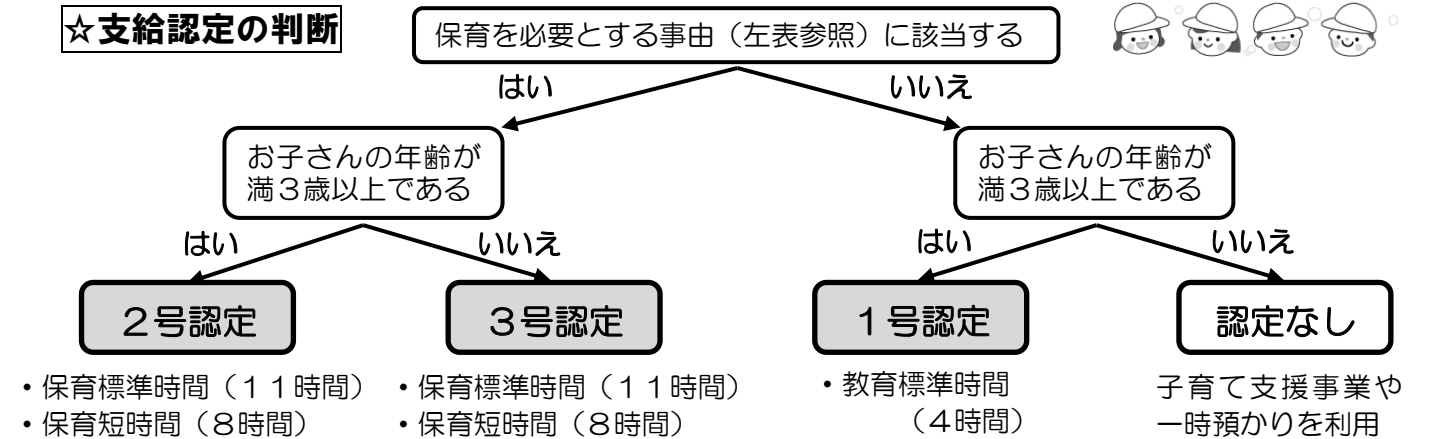 ☆支給認定の判断
保育を必要とする事由（左表参照）に該当する
はい
いいえ
お子さんの年齢が
満３歳以上である
お子さんの年齢が
満３歳以上である
はい
いいえ
はい
いいえ
２号認定
３号認定
１号認定
認定なし
・保育標準時間（１１時間）
・保育短時間（８時間）
・保育標準時間（１１時間）
・保育短時間（８時間）
・教育標準時間
（４時間）
子育て支援事業や
一時預かりを利用